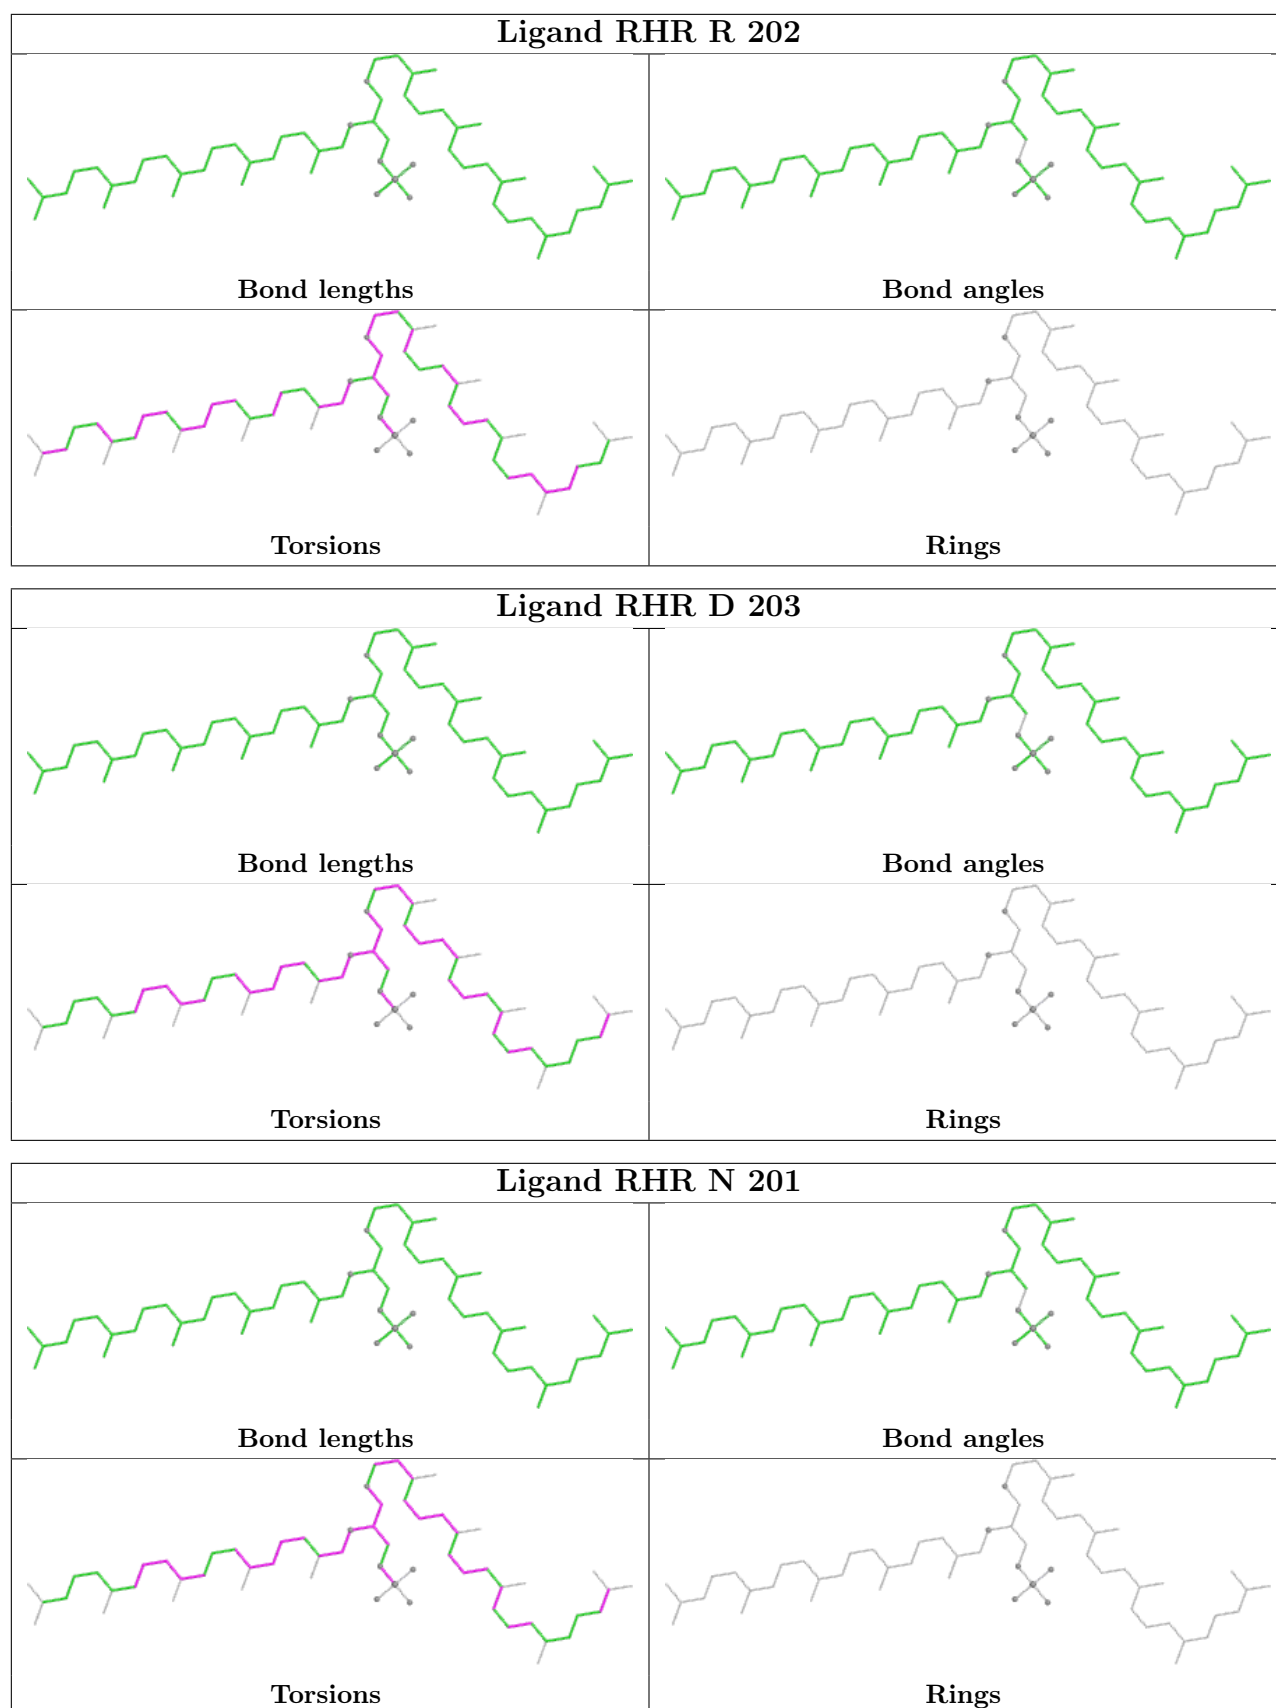 Ligand RHR R 202
Bond lengths
Bond angles
Torsions
Rings
Ligand RHR D 203
Bond lengths
Bond angles
Torsions
Rings
Ligand RHR N 201
Bond lengths
Bond angles
Torsions
Rings